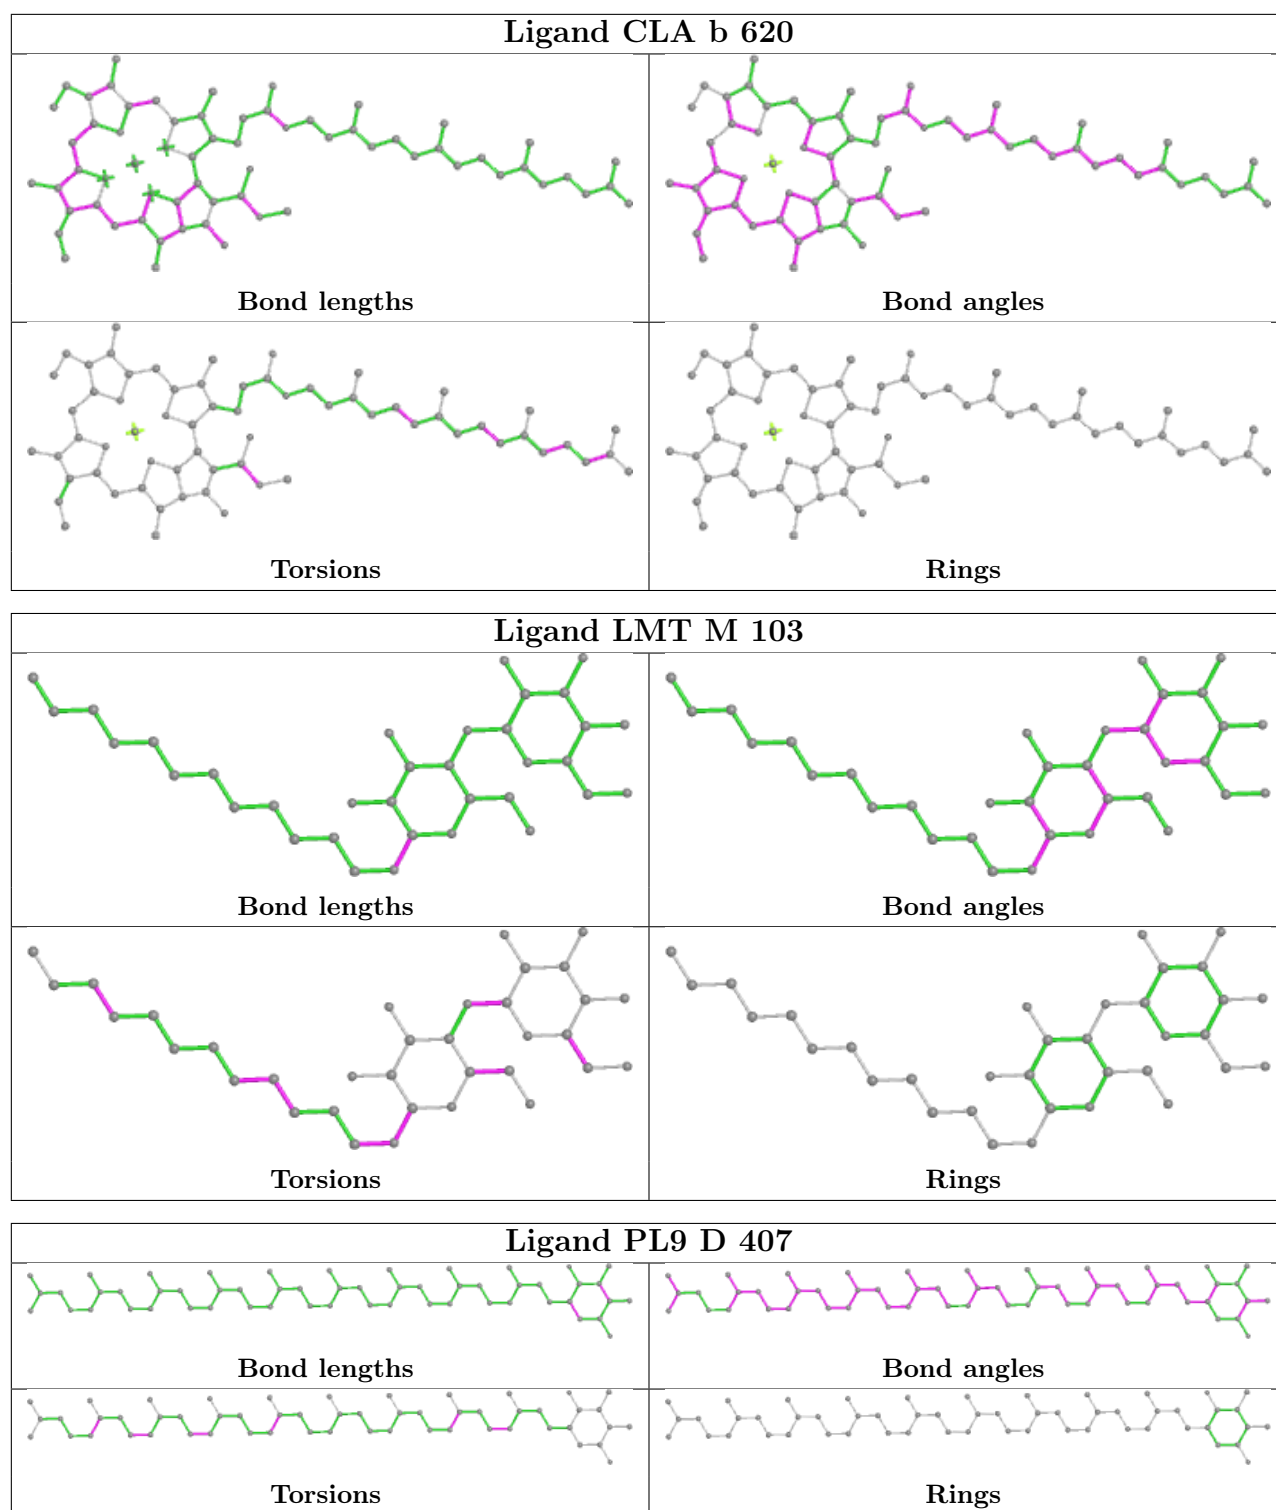 Ligand CLA b 620
Bond lengths
Bond angles
Torsions
Rings
Ligand LMT M 103
Bond lengths
Bond angles
Torsions
Rings
Ligand PL9 D 407
Bond lengths
Bond angles
Torsions
Rings